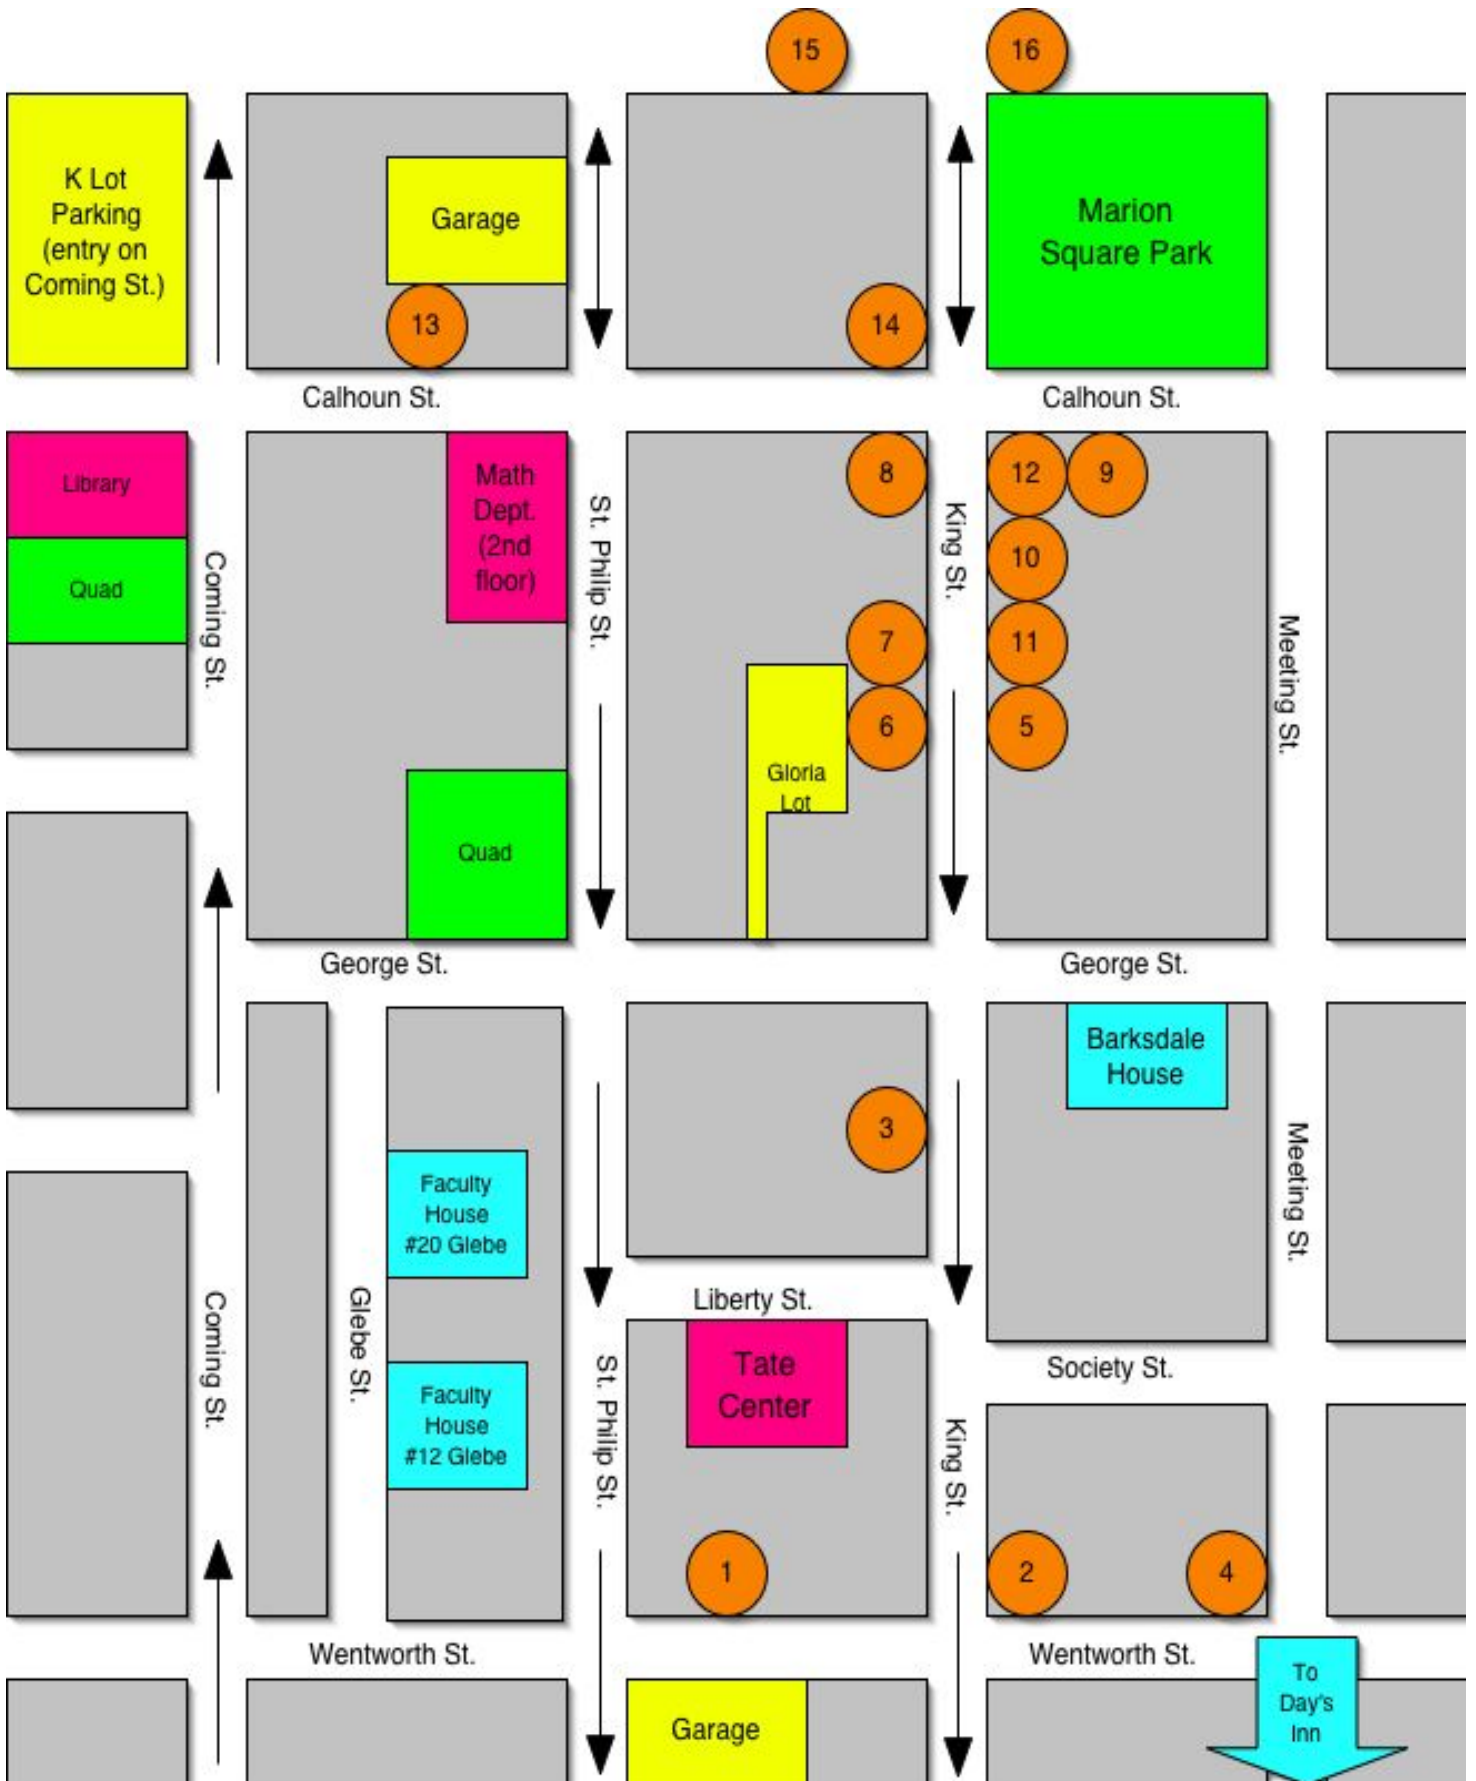 15
16
K Lot
Parking
(entry on
Coming St.)
Garage
Marion
Square Park
13
14
Calhoun St.
Calhoun St.
Library
Quad
Coming St.
Math
Dept.
(2nd
floor)
St. Philip St.
8
King St.
12
9
10
7
11
6
5
Meeting St.
Gloria
Lot
Quad
George St.
George St.
Barksdale
House
3
Meeting St.
Faculty
House
#20 Glebe
Coming St.
Glebe St.
Liberty St.
Tate
Center
Society St.
Faculty
House
#12 Glebe
St. Philip St.
King St.
1
2
4
Wentworth St.
Wentworth St.
Garage
To
Day's
Inn